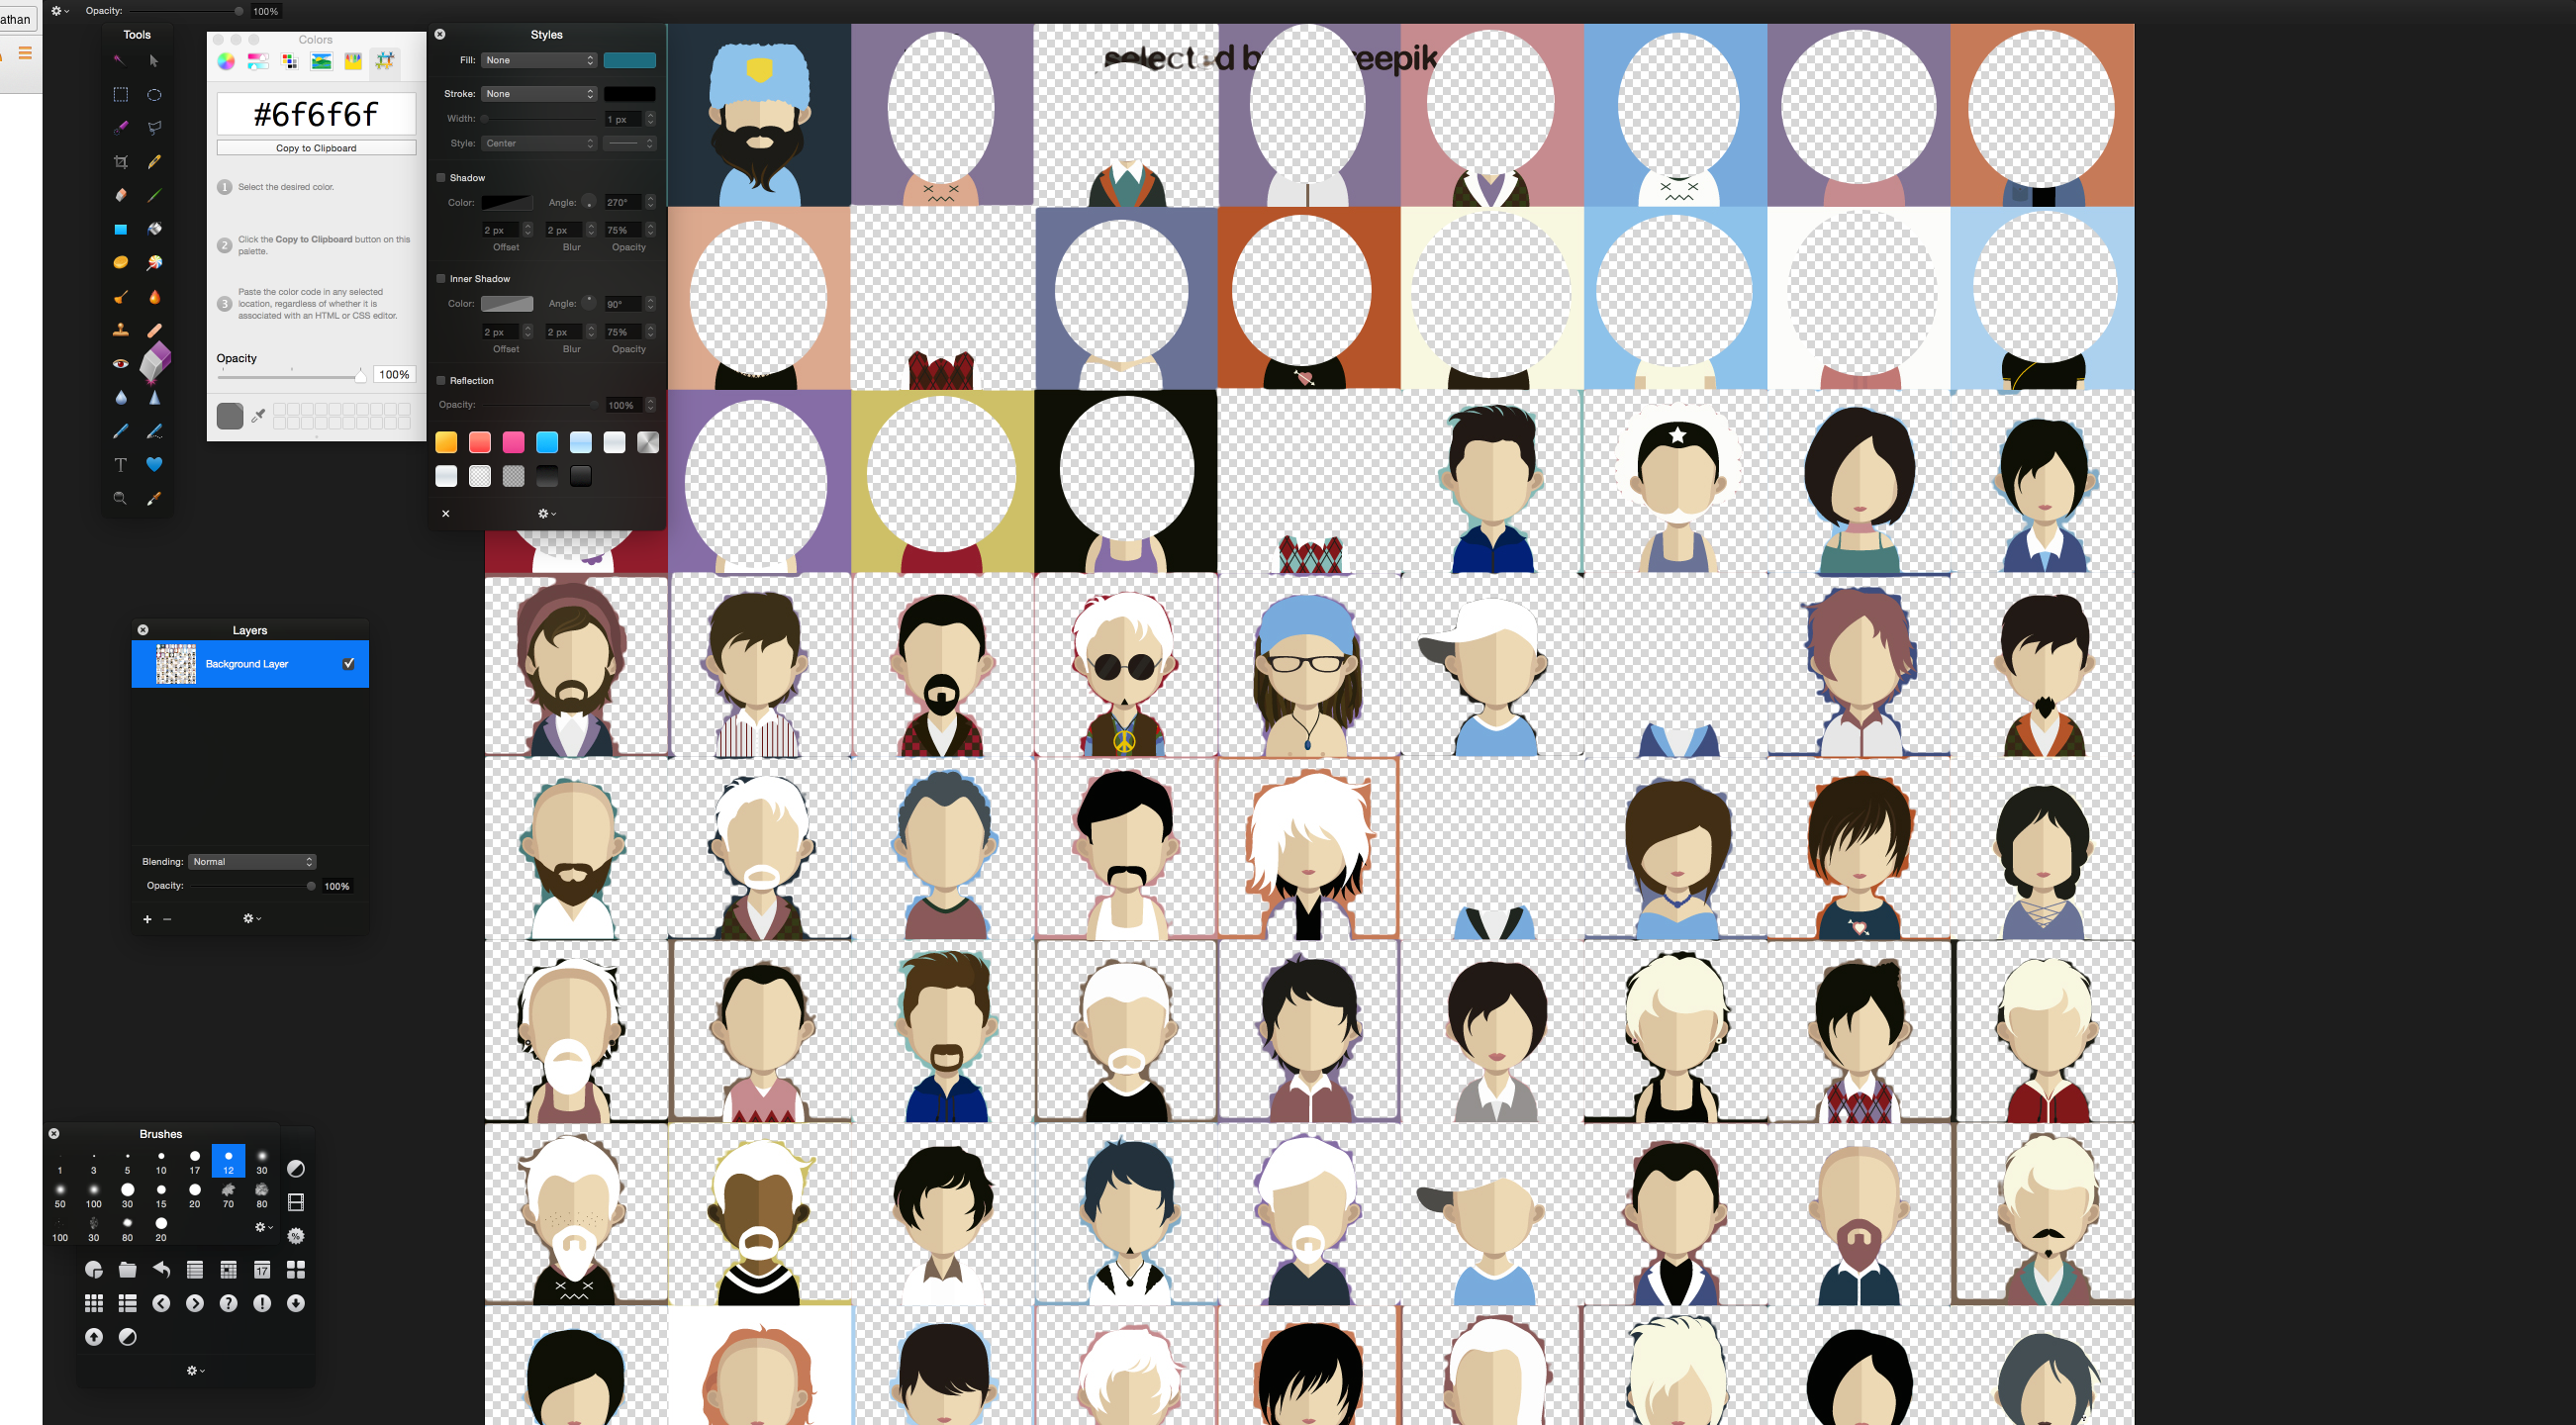 athan
Opacity: 100%
Tools
Colors
#6f6f6f
Copy to Clipboard
1 Select the desired color.
2 Click the Copy to Clipboard button on this
palette.
3 Paste the color code in any selected
location, regardless of whether it is
associated with an HTML or CSS editor.
Opacity
100%
Styles
Fill: None
Stroke: None
Width: 1 px
Style: Center
Shadow
Color: Angle: 270°
2 px 2 px 75%
Offset Blur Opacity
Inner Shadow
Color: Angle: 90°
2 px 2 px 75%
Offset Blur Opacity
Reflection
Opacity: 100%
T
selected b reepik
Layers
Background Layer
Blending: Normal
Opacity: 100%
Brushes
1 3 5 10 17 12 30
50 100 30 15 20 70 80
100 30 80 20
%
17
? !